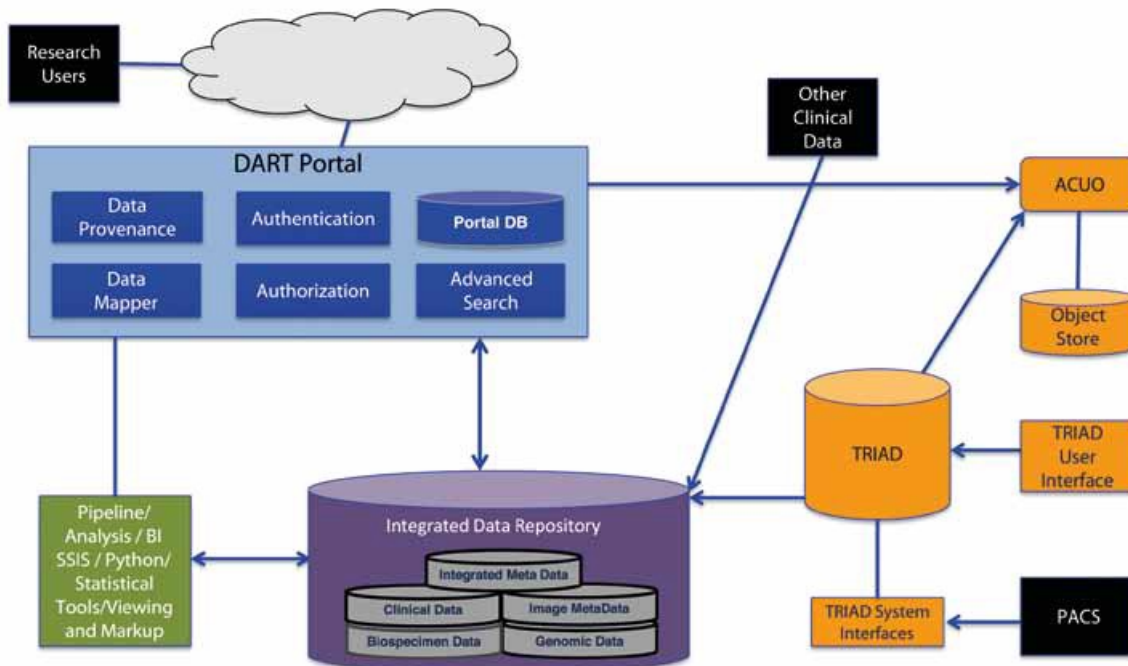 Research
Users
Other
Clinical
Data
DART Portal
Data
Provenance
Authentication
Portal DB
Data
Mapper
Authorization
Advanced
Search
ACUO
Object
Store
TRIAD
TRIAD
User
Interface
Pipeline/
Analysis / BI
SSIS / Python/
Statistical
Tools/Viewing
and Markup
Integrated Data Repository
Integrated Meta Data
Clinical Data
Image MetaData
Biospecimen Data
Genomic Data
TRIAD System
Interfaces
PACS